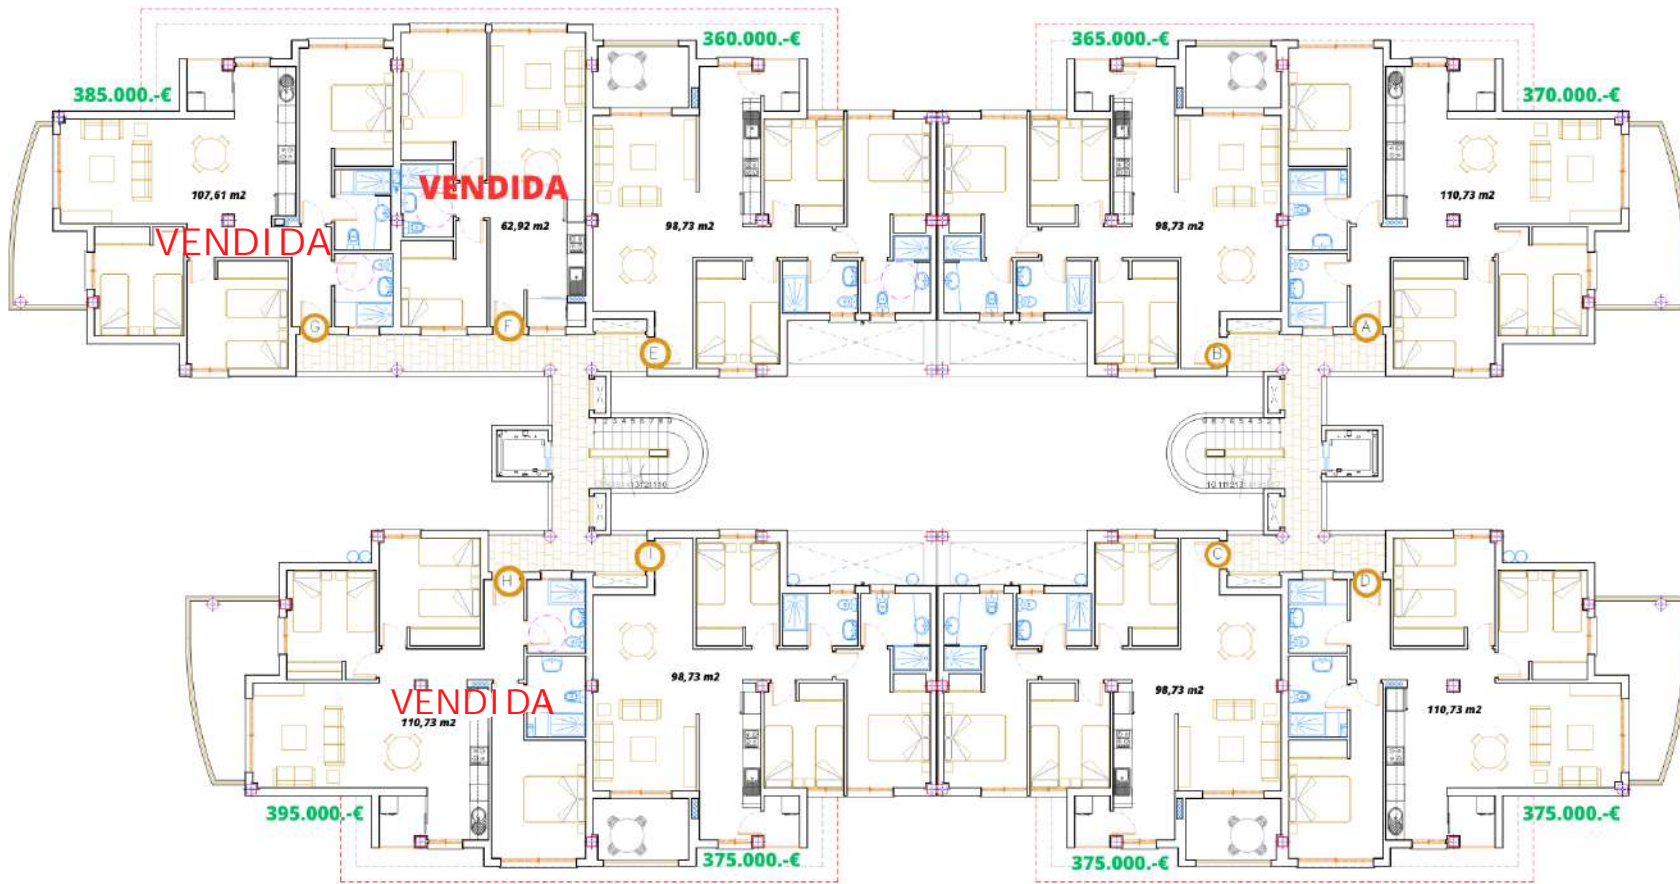 360.000.-€
365.000.-€
385.000.-€
370.000.-€
VENDIDA
107,61 m2
62,92 m2
98,73 m2
98,73 m2
110,73 m2
VENDIDA
G
F
E
B
A
H
I
C
D
98,73 m2
98,73 m2
VENDIDA
110,73 m2
110,73 m2
395.000.-€
375.000.-€
375.000.-€
375.000.-€